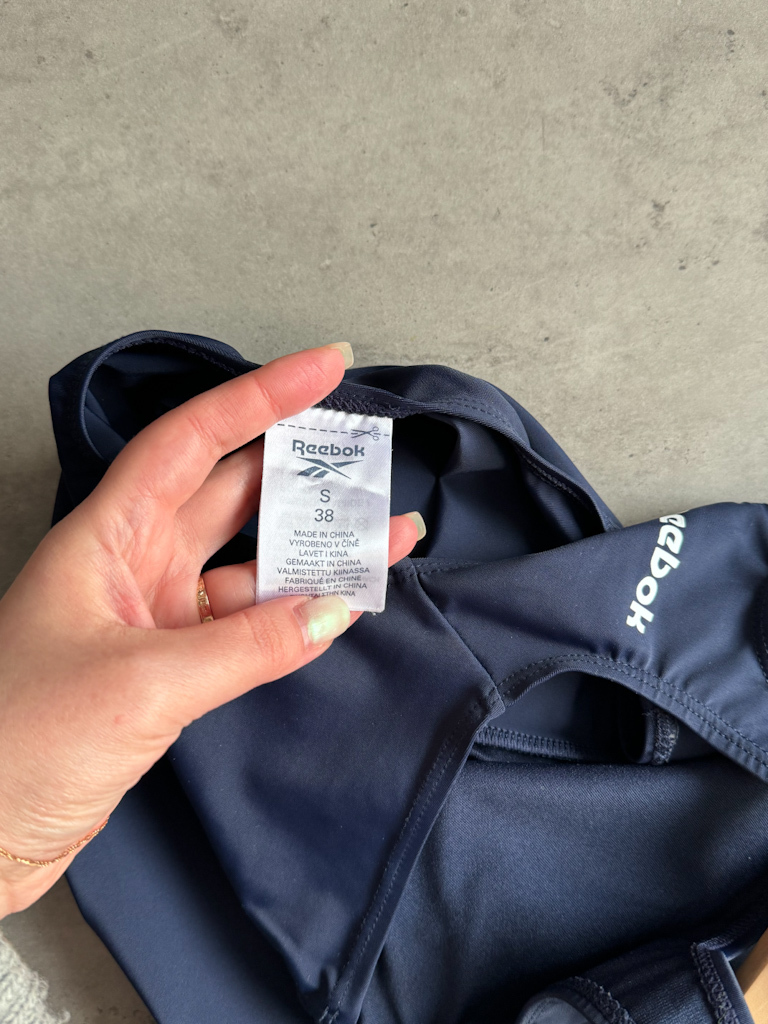 Reebok
S
38
MADE IN CHINA
VYROBENO V ČÍNĚ
LAVET I KINA
GEMAAKT IN CHINA
VALMISTETTU KIINASSA
FABRIQUÉ EN CHINE
HERGESTELLT IN CHINA
KINA
Reebok